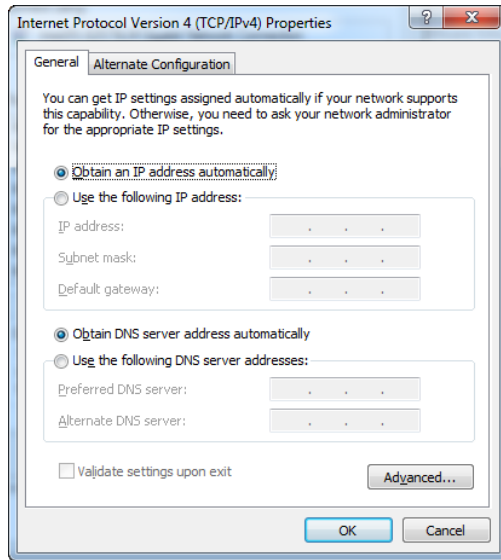 Internet Protocol Version 4 (TCP/IPv4) Properties
General
Alternate Configuration
You can get IP settings assigned automatically if your network supports
this capability. Otherwise, you need to ask your network administrator
for the appropriate IP settings.
Obtain an IP address automatically
Use the following IP address:
IP address:
Subnet mask:
Default gateway:
Obtain DNS server address automatically
Use the following DNS server addresses:
Preferred DNS server:
Alternate DNS server:
Validate settings upon exit
Advanced...
OK
Cancel